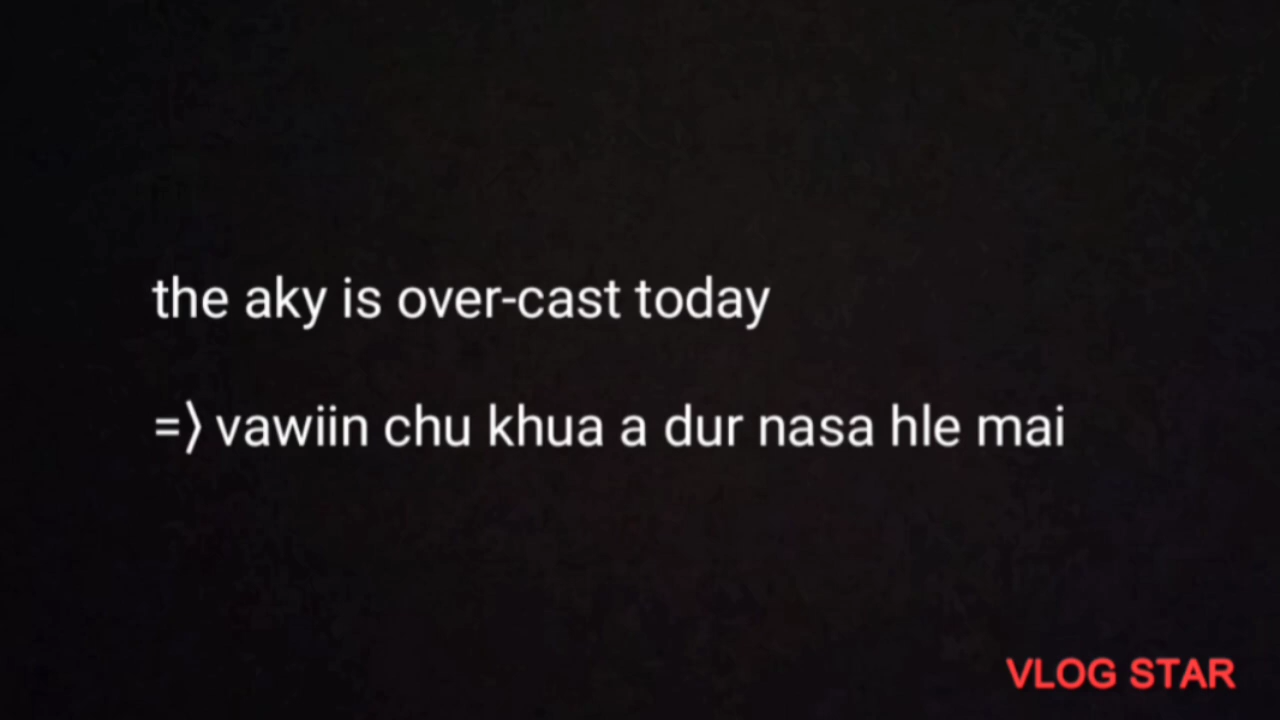 the aky is over-cast today
=⟩ vawiin chu khua a dur nasa hle mai
VLOG STAR